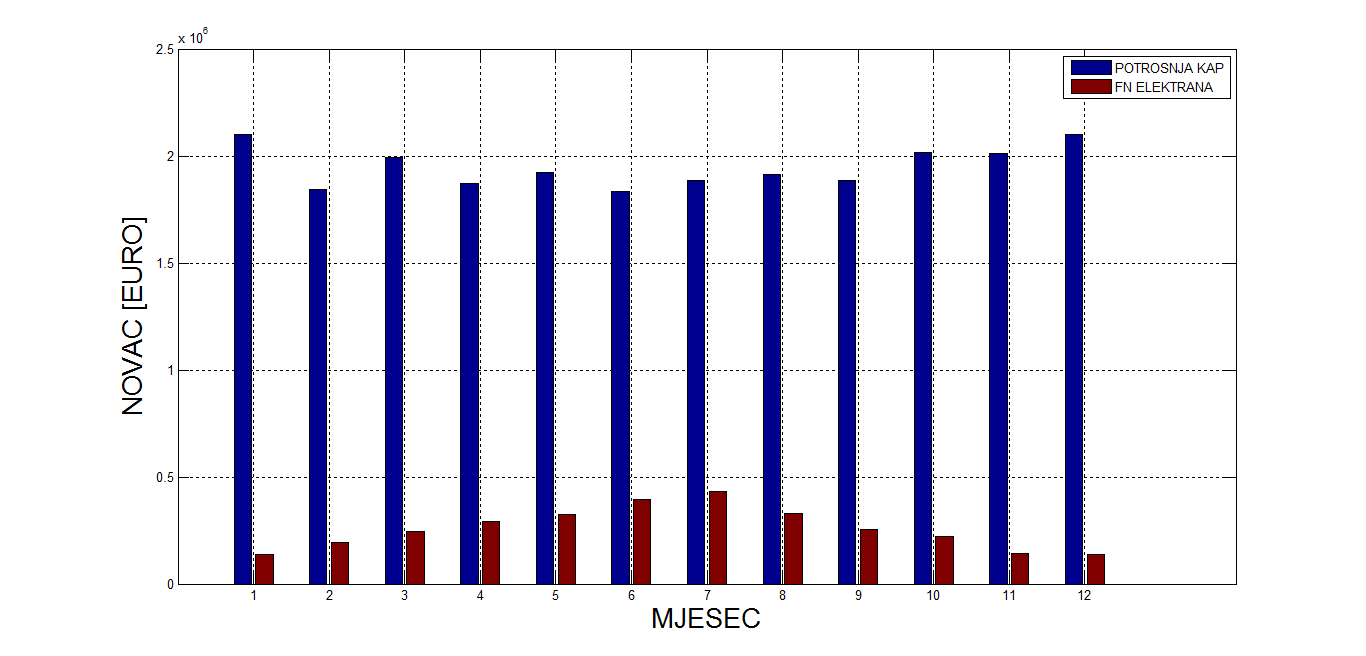 x 10^6
2.5
2
1.5
1
0.5
0
NOVAC [EURO]
POTROSNJA KAP
FN ELEKTRANA
1 2 3 4 5 6 7 8 9 10 11 12
MJESEC